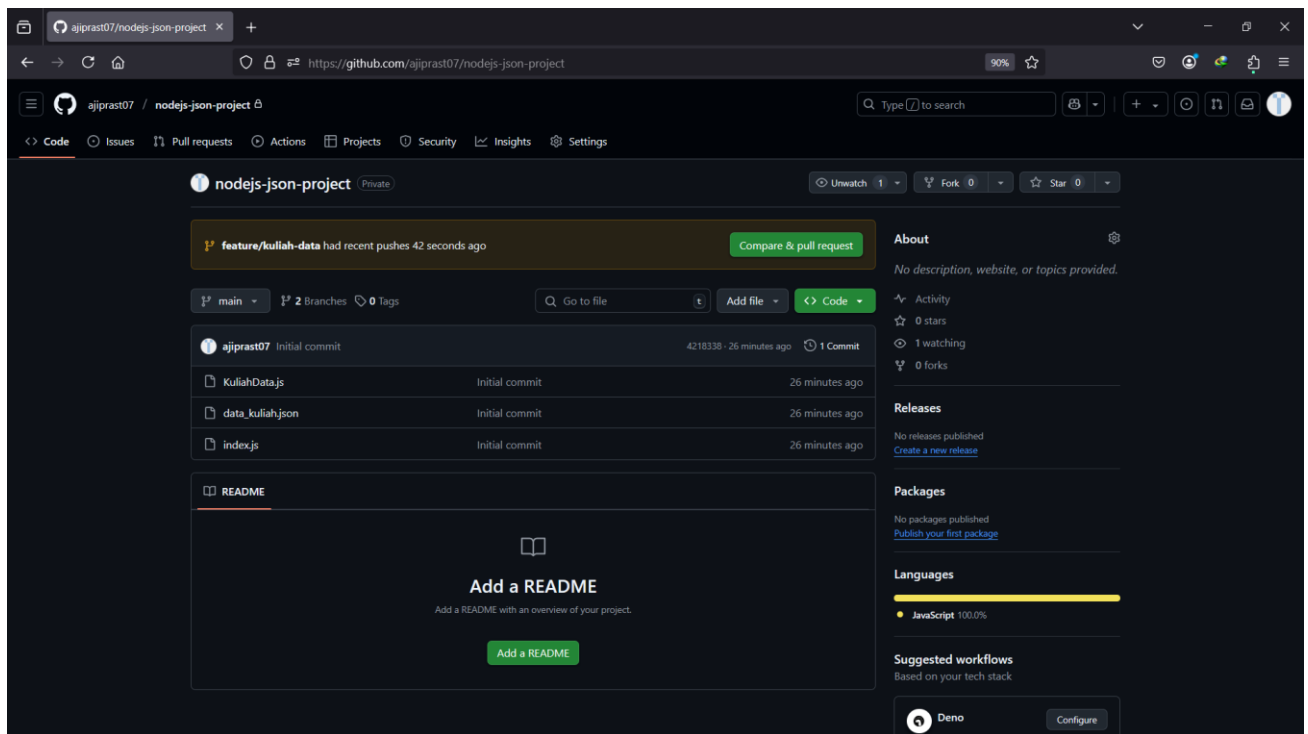 ajiprast07/nodejs-json-project
https://github.com/ajiprast07/nodejs-json-project
90%
ajiprast07 / nodejs-json-project
Type / to search
Code Issues Pull requests Actions Projects Security Insights Settings
nodejs-json-project Private
Unwatch 1 Fork 0 Star 0
feature/kuliah-data had recent pushes 42 seconds ago
Compare & pull request
main 2 Branches 0 Tags
Go to file t
Add file
Code
ajiprast07 Initial commit
4218338 · 26 minutes ago 1 Commit
KuliahData.js Initial commit 26 minutes ago
data_kuliah.json Initial commit 26 minutes ago
index.js Initial commit 26 minutes ago
README
Add a README
Add a README with an overview of your project.
Add a README
About
No description, website, or topics provided.
Activity
0 stars
1 watching
0 forks
Releases
No releases published
Create a new release
Packages
No packages published
Publish your first package
Languages
JavaScript 100.0%
Suggested workflows
Based on your tech stack
Deno Configure